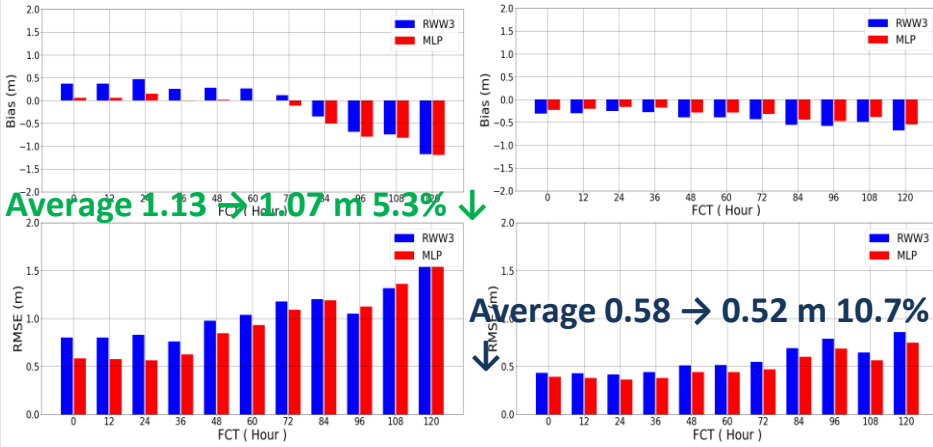 2.0
1.5
1.0
0.5
0.0
−0.5
−1.0
−1.5
−2.0
Bias (m)
RWW3
MLP
0 12 24 36 48 60 72 84 96 108 120
FCT ( Hour )
2.0
1.5
1.0
0.5
0.0
−0.5
−1.0
−1.5
−2.0
Bias (m)
RWW3
MLP
0 12 24 36 48 60 72 84 96 108 120
FCT ( Hour )
Average 1.13 → 1.07 m 5.3% ↓
2.0
1.5
1.0
0.5
0.0
RMSE (m)
RWW3
MLP
0 12 24 36 48 60 72 84 96 108 120
FCT ( Hour )
2.0
1.5
1.0
0.5
0.0
RMSE (m)
RWW3
MLP
Average 0.58 → 0.52 m 10.7%
↓
0 12 24 36 48 60 72 84 96 108 120
FCT ( Hour )